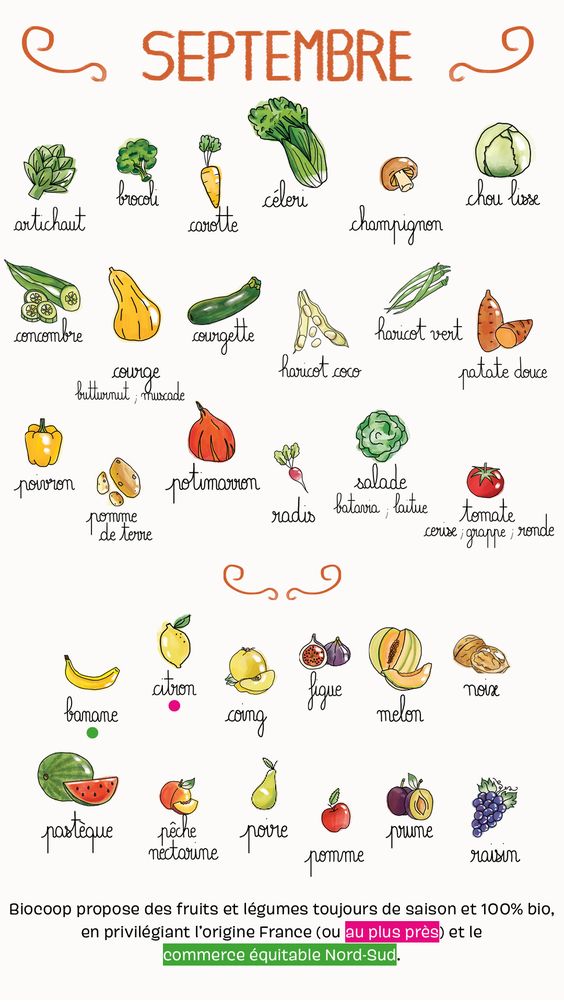 SEPTEMBRE
artichaut
brocoli
carotte
céleri
champignon
chou lisse
concombre
courge
butternut ; muscade
courgette
haricot coco
haricot vert
patate douce
poivron
pomme
de terre
potimarron
radis
salade
batavia ; laitue
tomate
cerise ; grappe ; ronde
banane
citron
coing
figue
melon
noix
pastèque
pêche
nectarine
poire
pomme
prune
raisin
Biocoop propose des fruits et légumes toujours de saison et 100% bio,
en privilégiant l'origine France (ou au plus près) et le
commerce équitable Nord-Sud.